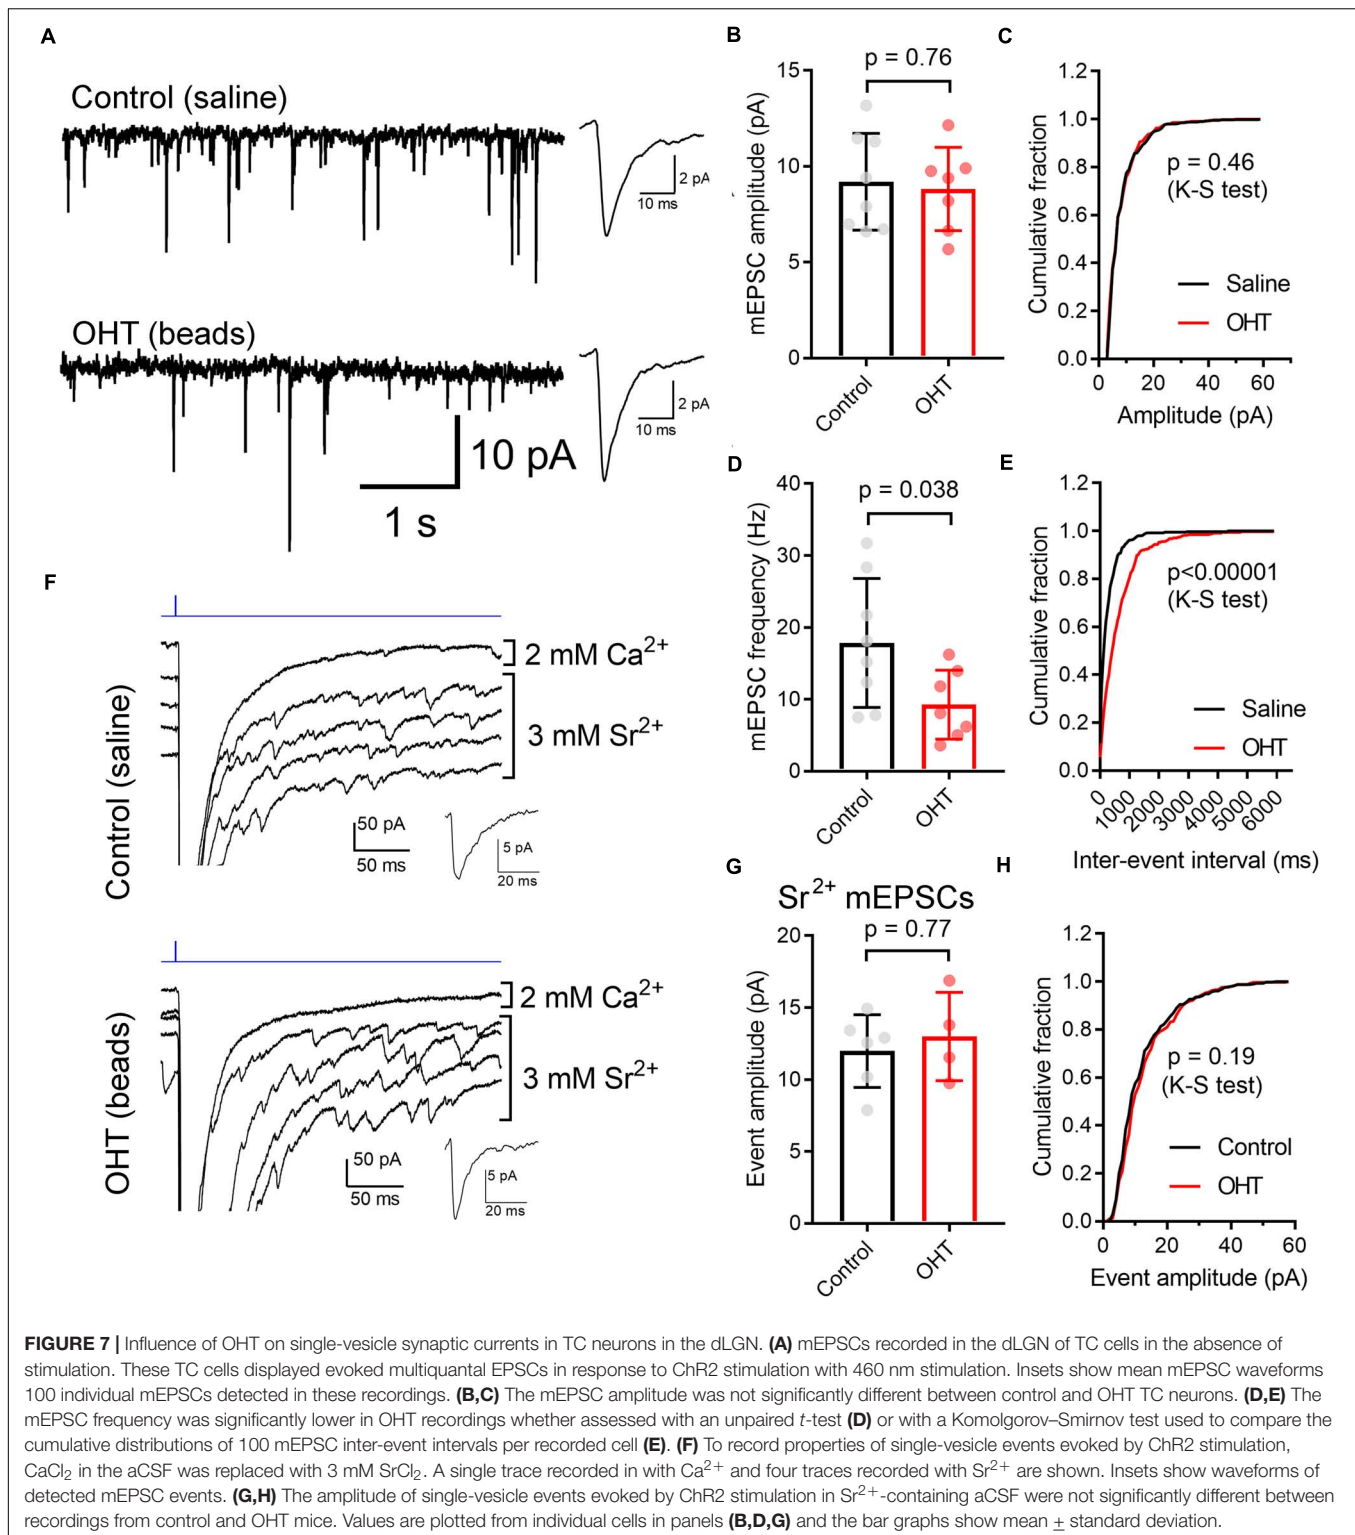 A
Control (saline)
2 pA
10 ms
OHT (beads)
2 pA
10 ms
10 pA
1 s
B
p = 0.76
15
10
5
0
mEPSC amplitude (pA)
Control
OHT
C
1.2
1.0
0.8
0.6
0.4
0.2
0.0
Cumulative fraction
p = 0.46
(K-S test)
Saline
OHT
0 20 40 60
Amplitude (pA)
D
p = 0.038
40
30
20
10
0
mEPSC frequency (Hz)
Control
OHT
E
1.2
1.0
0.8
0.6
0.4
0.2
0.0
Cumulative fraction
p<0.00001
(K-S test)
Saline
OHT
0 1000 2000 3000 4000 5000 6000
Inter-event interval (ms)
F
Control (saline)
2 mM Ca²⁺
3 mM Sr²⁺
50 pA
50 ms
5 pA
20 ms
OHT (beads)
2 mM Ca²⁺
3 mM Sr²⁺
50 pA
50 ms
5 pA
20 ms
G
Sr²⁺ mEPSCs
p = 0.77
20
15
10
5
0
Event amplitude (pA)
Control
OHT
H
1.2
1.0
0.8
0.6
0.4
0.2
0.0
Cumulative fraction
p = 0.19
(K-S test)
Control
OHT
0 20 40 60
Event amplitude (pA)
FIGURE 7 | Influence of OHT on single-vesicle synaptic currents in TC neurons in the dLGN. (A) mEPSCs recorded in the dLGN of TC cells in the absence of
stimulation. These TC cells displayed evoked multiquantal EPSCs in response to ChR2 stimulation with 460 nm stimulation. Insets show mean mEPSC waveforms
100 individual mEPSCs detected in these recordings. (B,C) The mEPSC amplitude was not significantly different between control and OHT TC neurons. (D,E) The
mEPSC frequency was significantly lower in OHT recordings whether assessed with an unpaired t-test (D) or with a Komolgorov–Smirnov test used to compare the
cumulative distributions of 100 mEPSC inter-event intervals per recorded cell (E). (F) To record properties of single-vesicle events evoked by ChR2 stimulation,
CaCl₂ in the aCSF was replaced with 3 mM SrCl₂. A single trace recorded in with Ca²⁺ and four traces recorded with Sr²⁺ are shown. Insets show waveforms of
detected mEPSC events. (G,H) The amplitude of single-vesicle events evoked by ChR2 stimulation in Sr²⁺-containing aCSF were not significantly different between
recordings from control and OHT mice. Values are plotted from individual cells in panels (B,D,G) and the bar graphs show mean ± standard deviation.